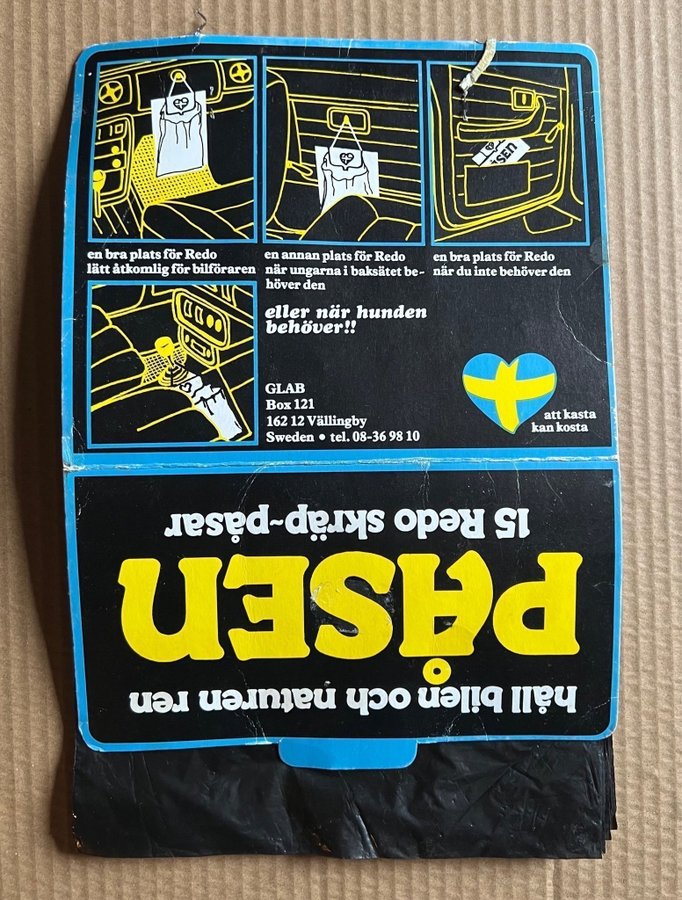 en bra plats för Redo
lätt åtkomlig för bilföraren
en annan plats för Redo
när ungarna i baksätet be-
höver den
en bra plats för Redo
när du inte behöver den
eller när hunden
behöver!!
GLAB
Box 121
162 12 Vällingby
Sweden • tel. 08-36 98 10
att kasta
kan kosta
håll bilen och naturen ren
PÅSEN
15 Redo skräp-påsar